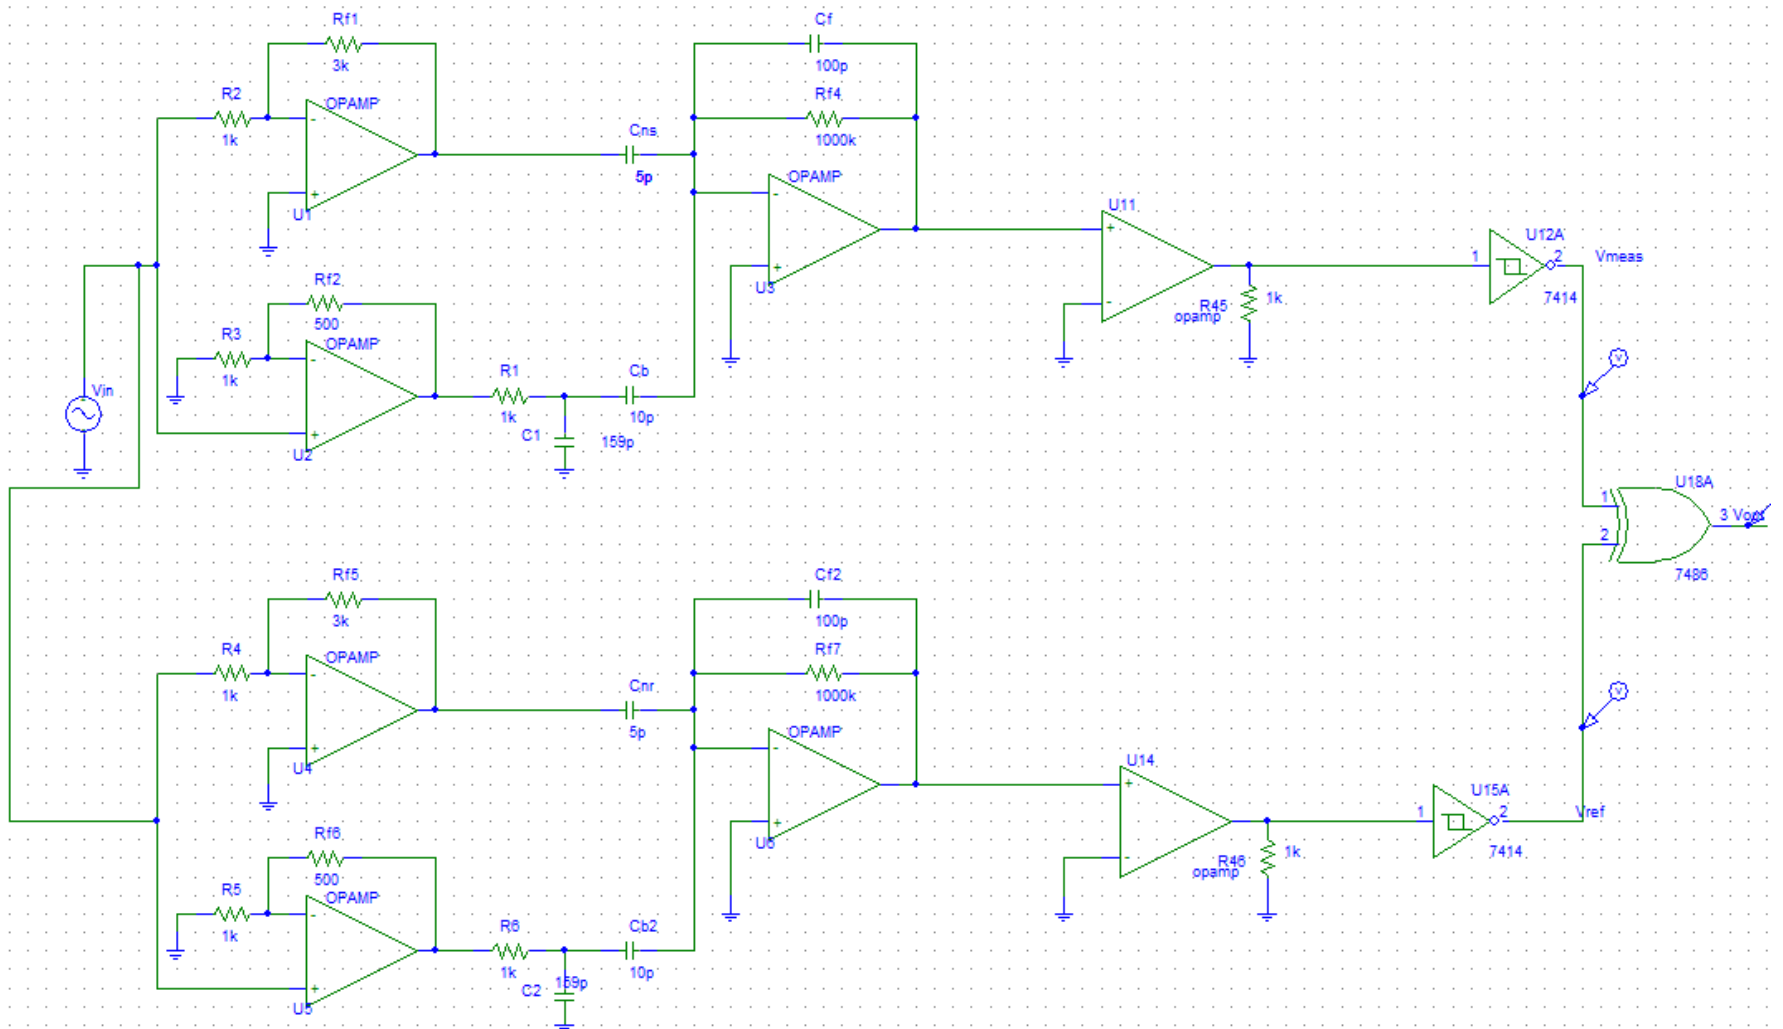 Rf1
3k
R2
1k
OPAMP
-
+
U1
Cns
5p
Cf
100p
Rf4
1000k
OPAMP
-
+
U3
U11
+
-
R45
opamp
1k
U12A
1
2
7414
Vmeas
Vin
Rf2
500
R3
1k
OPAMP
-
+
U2
R1
1k
C1
159p
Cb
10p
V
U18A
1
2
3
7486
Rf5
3k
R4
1k
OPAMP
-
+
U4
Cnr
5p
Cf2
100p
Rf7
1000k
OPAMP
-
+
U6
U14
+
-
R46
opamp
1k
U15A
1
2
7414
Vref
V
Rf6
500
R5
1k
OPAMP
-
+
U5
R6
1k
C2
159p
Cb2
10p